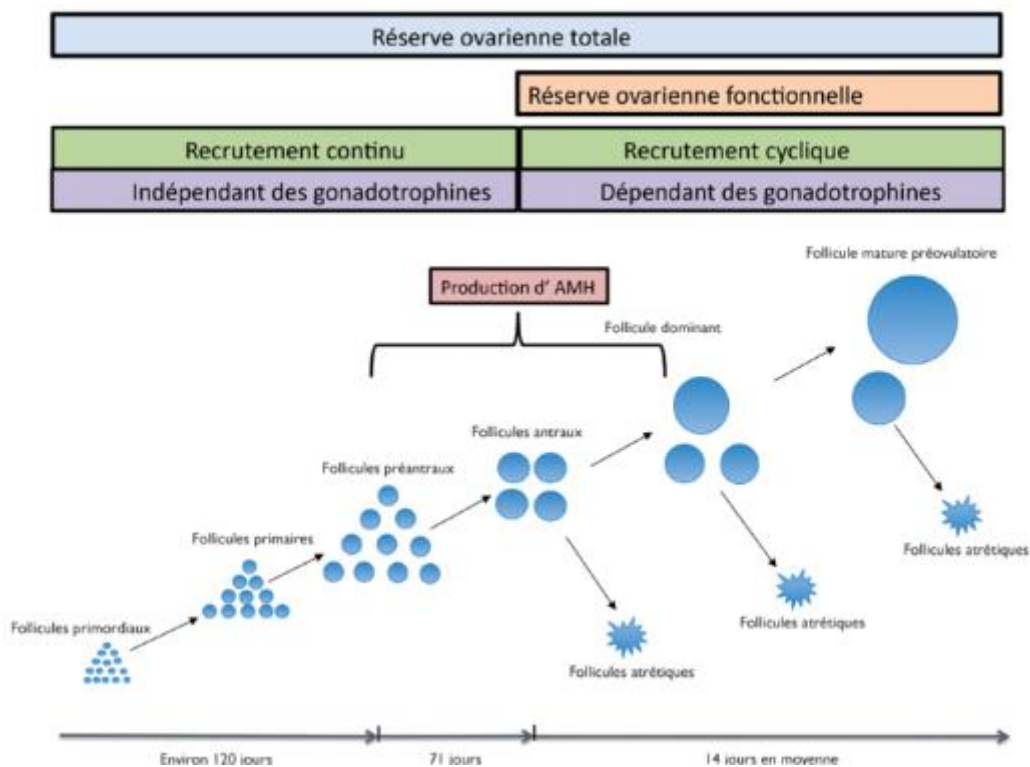 Réserve ovarienne totale
Réserve ovarienne fonctionnelle
Recrutement continu
Recrutement cyclique
Indépendant des gonadotrophines
Dépendant des gonadotrophines
Follicule mature préovulatoire
Production d' AMH
Follicule dominant
Follicules antraux
Follicules préantraux
Follicules primaires
Follicules atrétiques
Follicules primordiaux
Follicules atrétiques
Follicules atrétiques
Environ 120 jours
71 jours
14 jours en moyenne